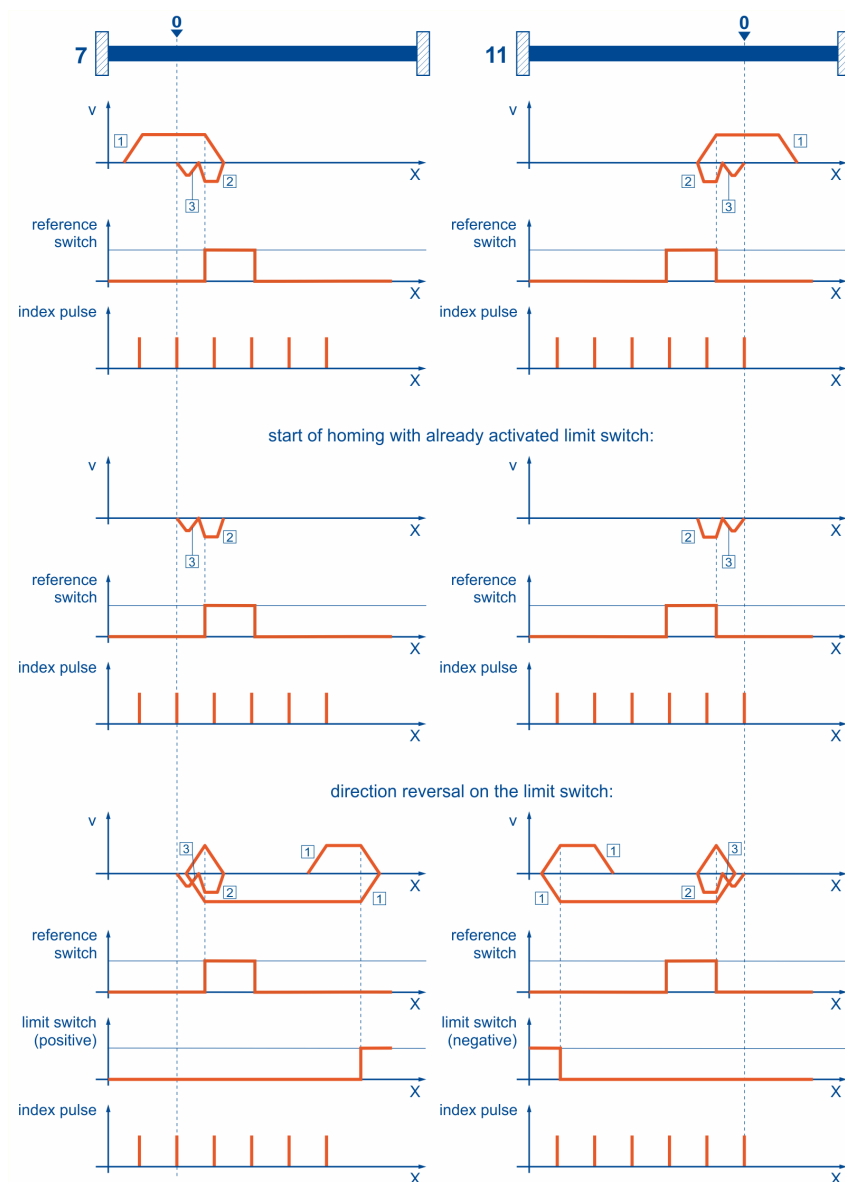 0
0
7
11
v
1
X
2
3
1
X
2
3
reference
switch
X
reference
switch
X
index pulse
X
index pulse
X
start of homing with already activated limit switch:
v
X
2
3
X
2
3
reference
switch
X
reference
switch
X
index pulse
X
index pulse
X
direction reversal on the limit switch:
v
3
1
X
2
1
1
3
X
2
1
reference
switch
X
reference
switch
X
limit switch
(positive)
X
limit switch
(negative)
X
index pulse
X
index pulse
X